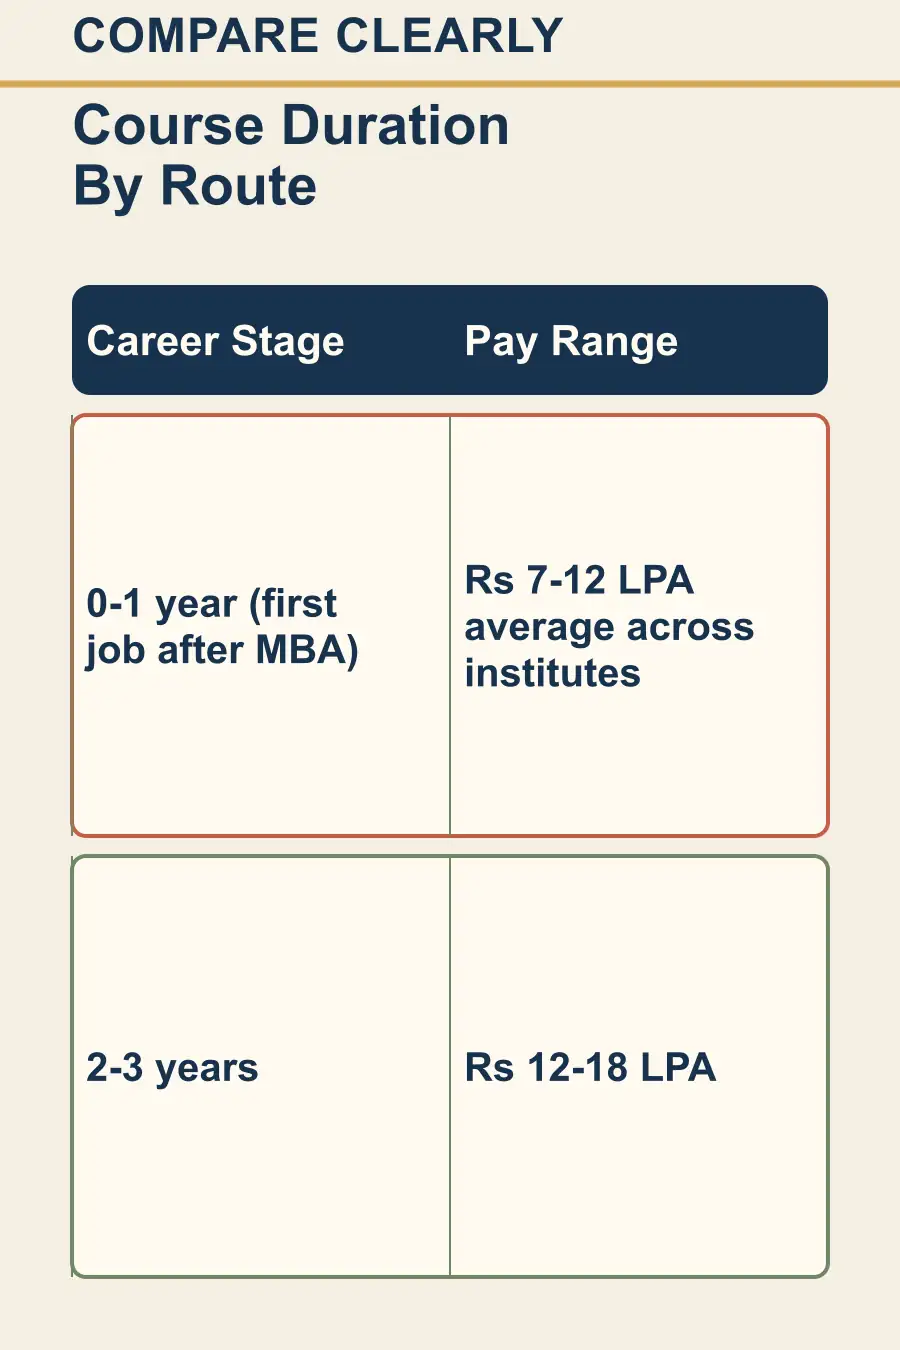 COMPARE CLEARLY
Course Duration
By Route
Career Stage
Pay Range
0-1 year (first
job after MBA)
Rs 7-12 LPA
average across
institutes
2-3 years
Rs 12-18 LPA